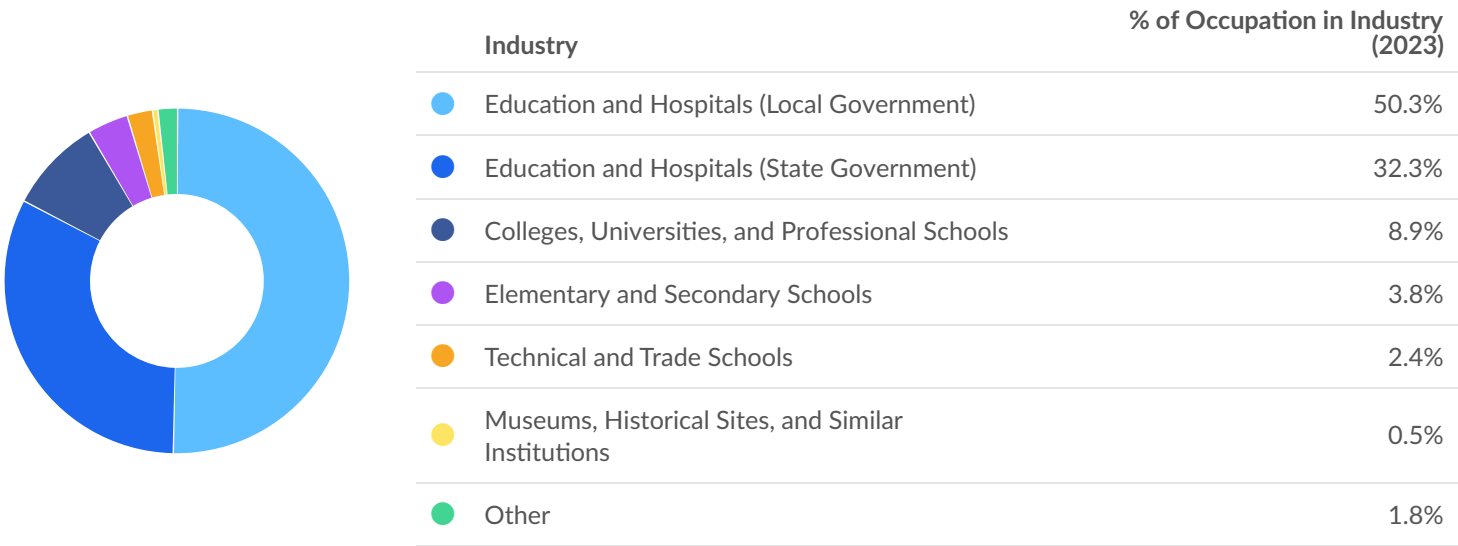 % of Occupation in Industry
Industry (2023)
Education and Hospitals (Local Government) 50.3%
Education and Hospitals (State Government) 32.3%
Colleges, Universities, and Professional Schools 8.9%
Elementary and Secondary Schools 3.8%
Technical and Trade Schools 2.4%
Museums, Historical Sites, and Similar
Institutions 0.5%
Other 1.8%